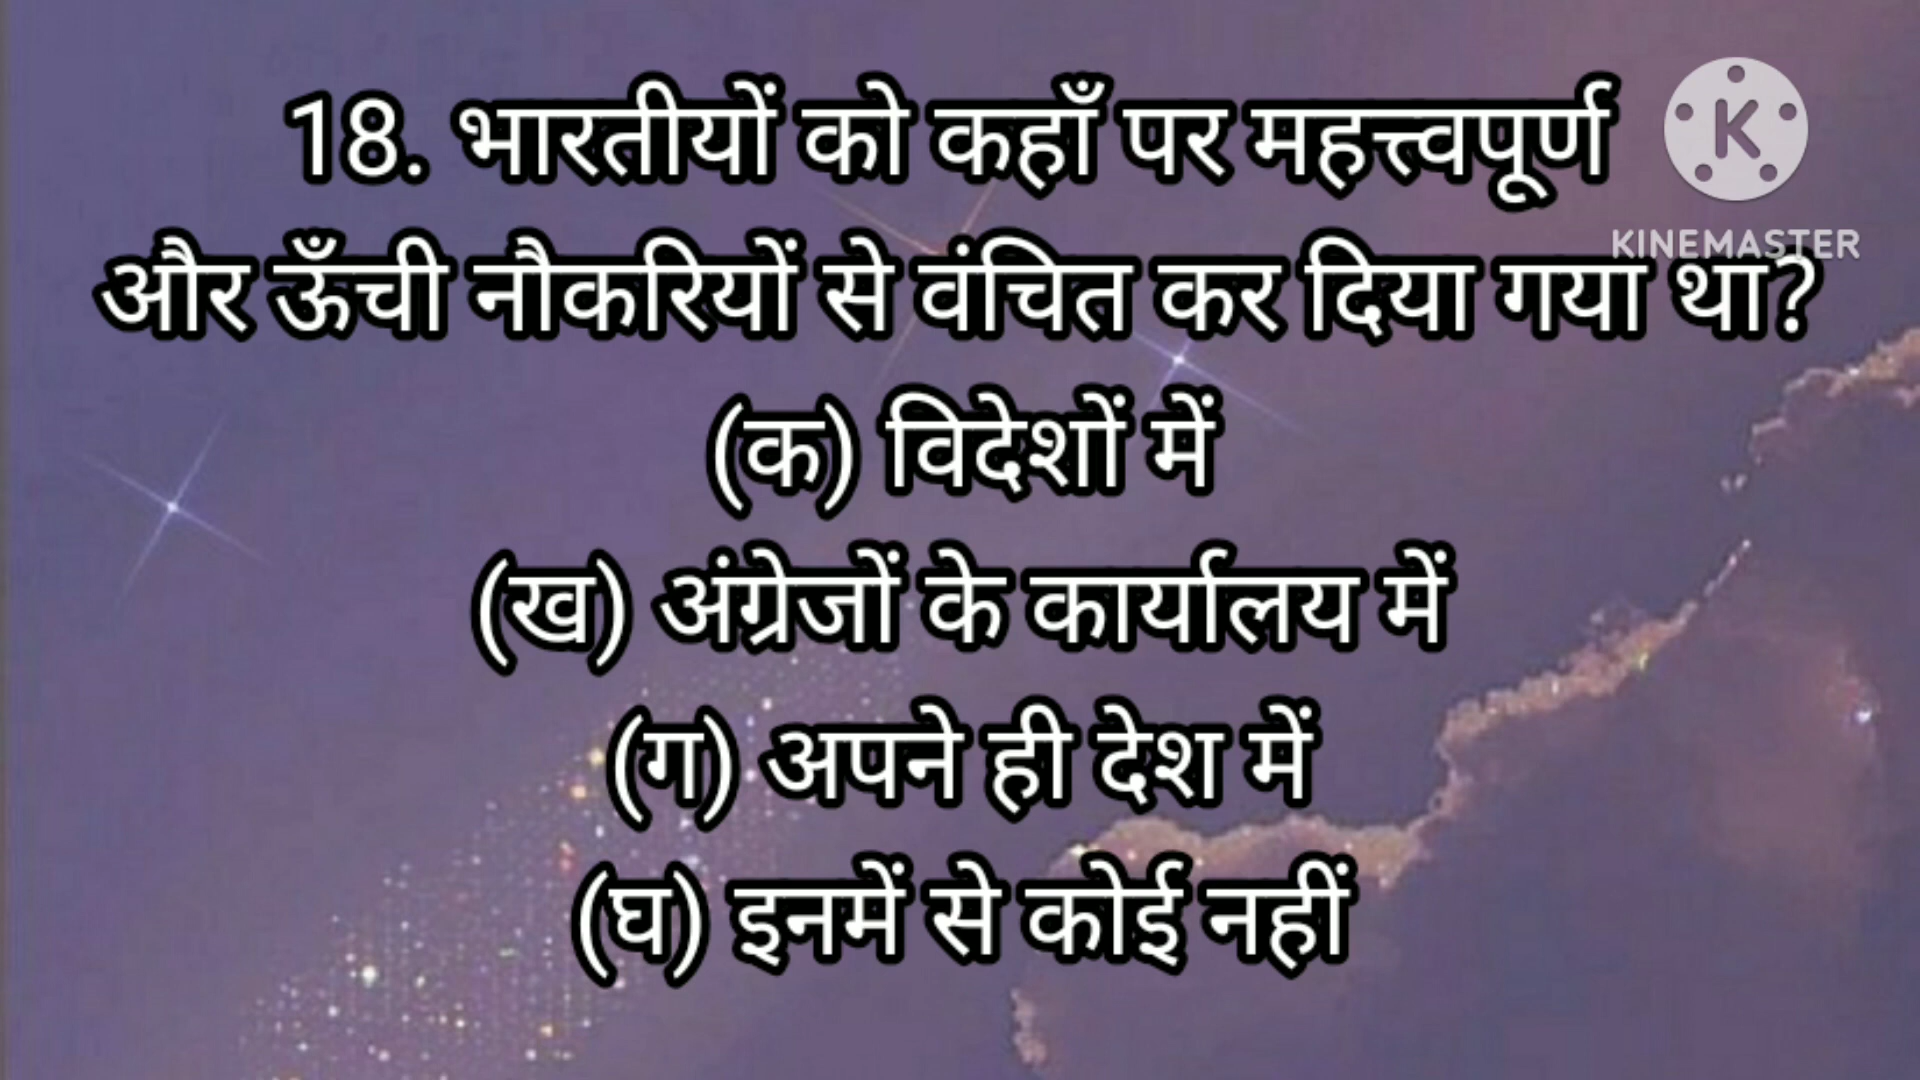 18. भारतीयों को कहाँ पर महत्त्वपूर्ण
और ऊँची नौकरियों से वंचित कर दिया गया था?
(क) विदेशों में
(ख) अंग्रेजों के कार्यालय में
(ग) अपने ही देश में
(घ) इनमें से कोई नहीं
K
KINEMASTER